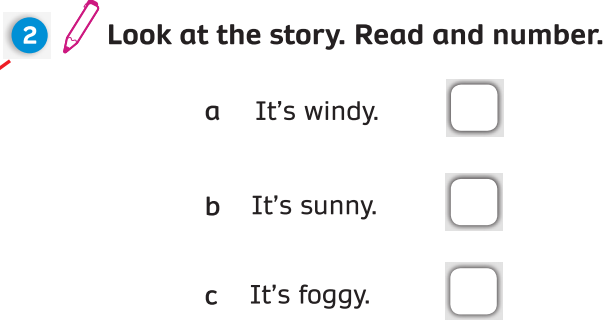 2 Look at the story. Read and number.
a It's windy.
b It's sunny.
c It's foggy.